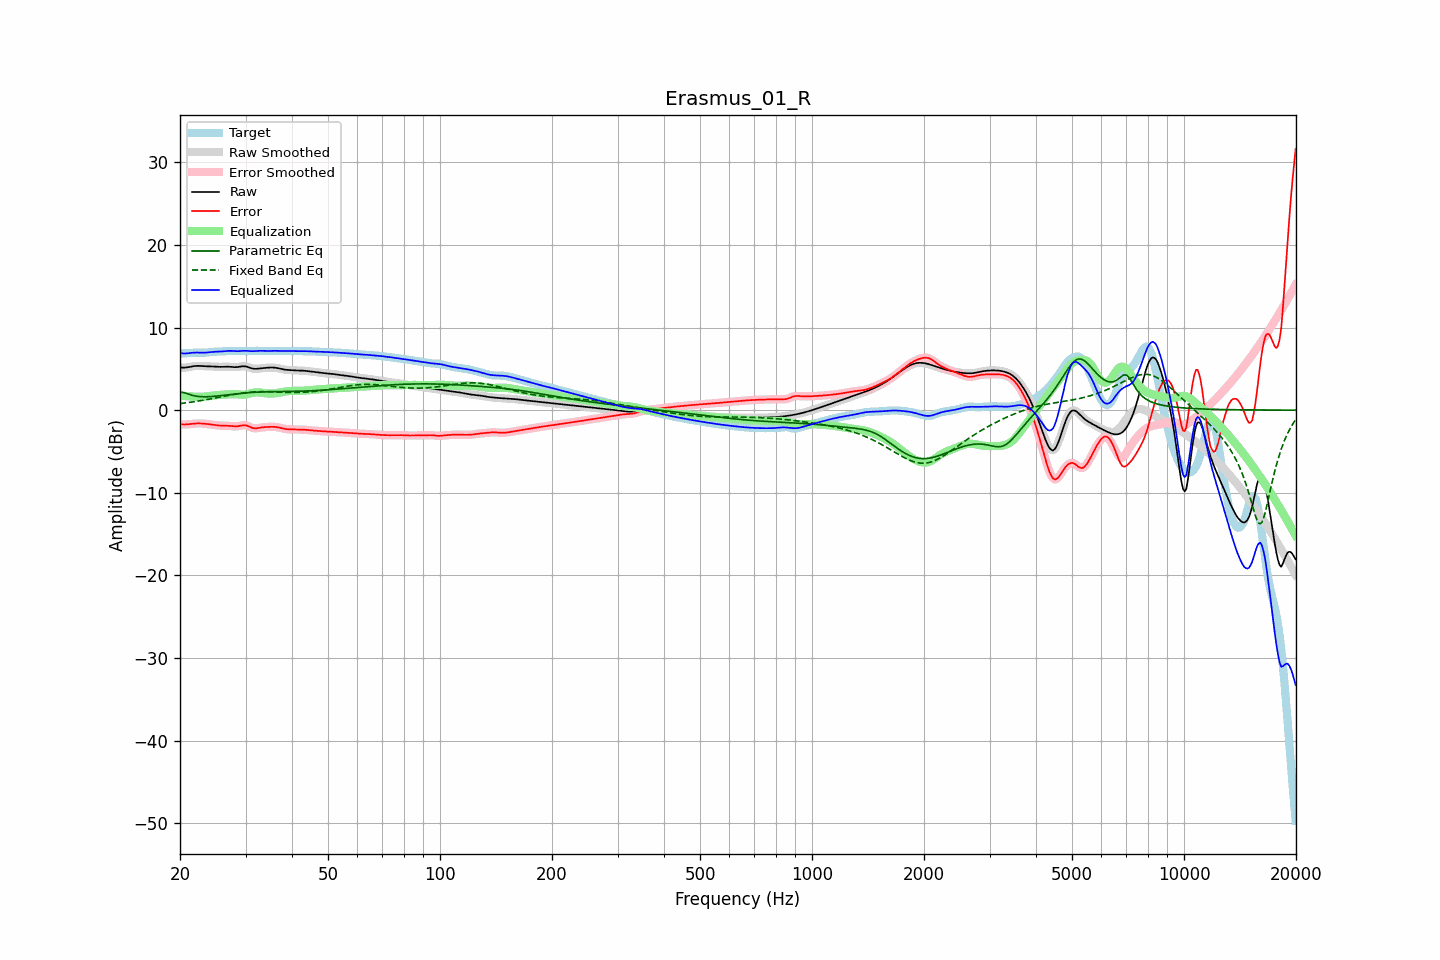 Erasmus_01_R
Target
Raw Smoothed
Error Smoothed
Raw
Error
Equalization
Parametric Eq
Fixed Band Eq
Equalized
30
20
10
0
−10
−20
−30
−40
−50
Amplitude (dBr)
20
50
100
200
500
1000
2000
5000
10000
20000
Frequency (Hz)